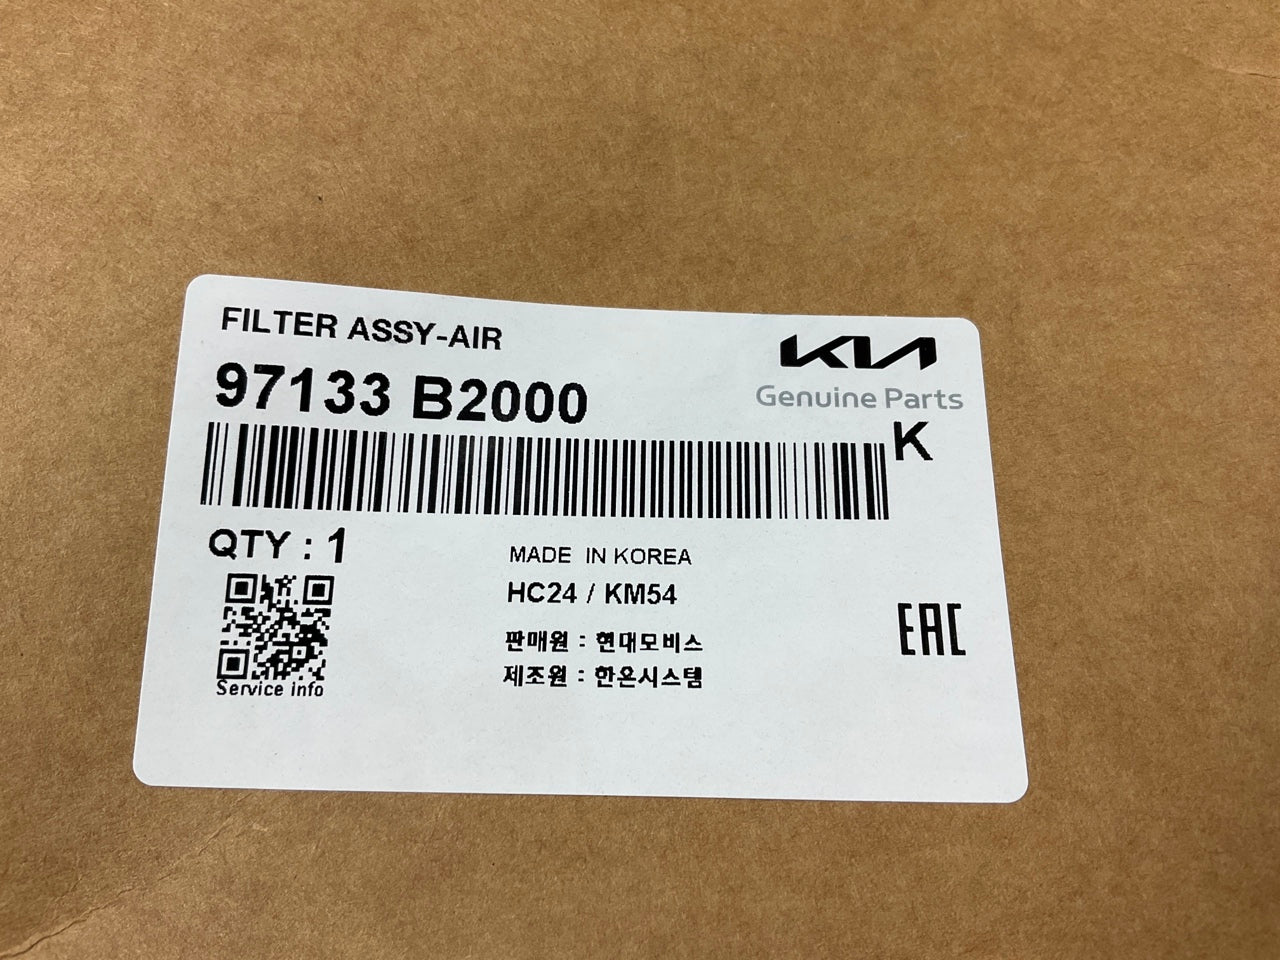 FILTER ASSY-AIR
KIA
Genuine Parts
97133 B2000
K
QTY : 1
MADE IN KOREA
HC24 / KM54
판매원 : 현대모비스
제조원 : 한온시스템
Service info
EAC